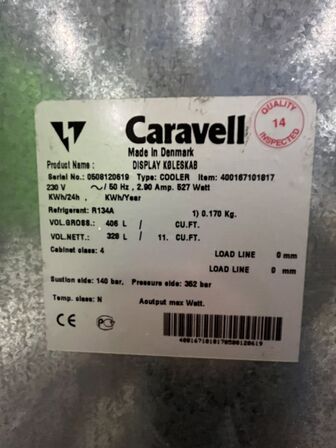 Caravell
Made In Denmark
QUALITY
14
INSPECTED
Product Name : DISPLAY KØLESKAB
Serial No.: 0508120619 Type: COOLER Item: 400167101817
230 V ~/ 50 Hz, 2.90 Amp. 527 Watt
KWh/24h , KWh/Year
Refrigerant: R134A 1) 0.170 Kg.
VOL.GROSS.: 406 L / CU.FT.
VOL.NETT.: 328 L / 11. CU.FT.
Cabinet class: 4 LOAD LINE 0 mm
LOAD LINE 0 mm
Suction side: 140 bar, Pressure side: 362 bar
Temp. class: N Aoutput max Watt.
CE